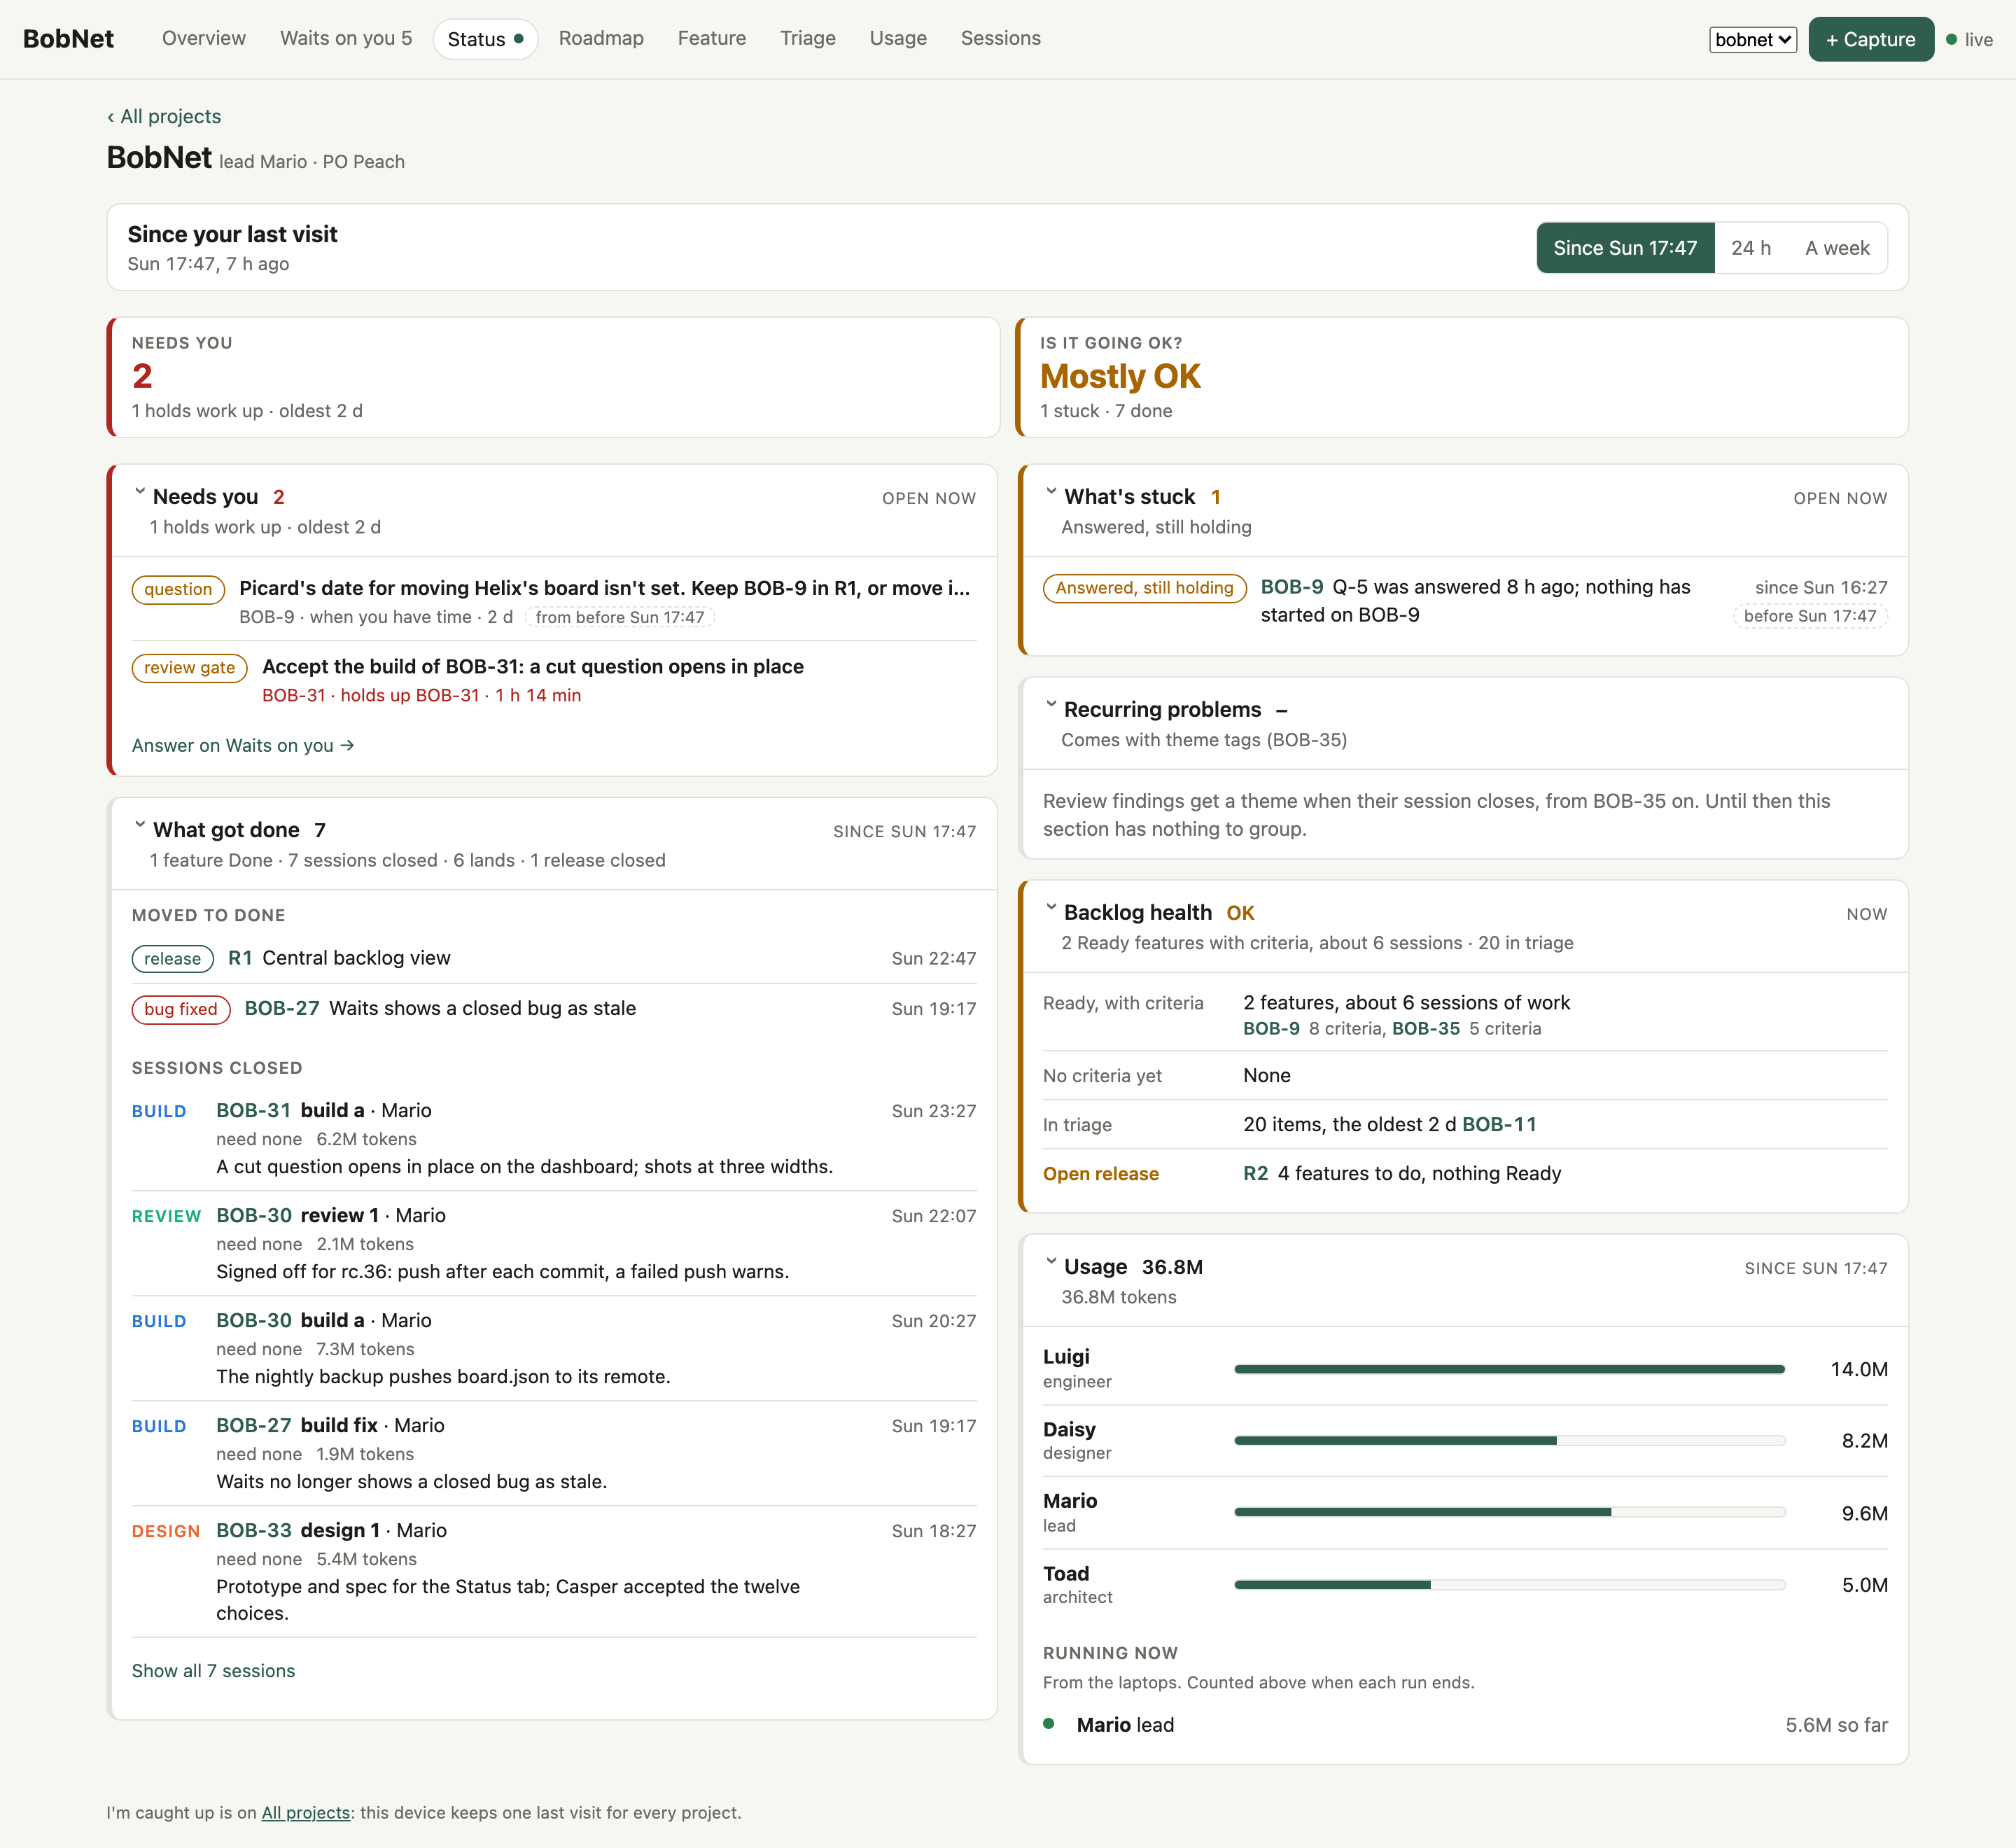 BobNet
Overview
Waits on you 5
Status
Roadmap
Feature
Triage
Usage
Sessions
bobnet
+ Capture
live
‹ All projects
BobNet lead Mario · PO Peach
Since your last visit
Sun 17:47, 7 h ago
Since Sun 17:47
24 h
A week
NEEDS YOU
2
1 holds work up · oldest 2 d
IS IT GOING OK?
Mostly OK
1 stuck · 7 done
Needs you 2
OPEN NOW
1 holds work up · oldest 2 d
question
Picard's date for moving Helix's board isn't set. Keep BOB-9 in R1, or move i...
BOB-9 · when you have time · 2 d
from before Sun 17:47
review gate
Accept the build of BOB-31: a cut question opens in place
BOB-31 · holds up BOB-31 · 1 h 14 min
Answer on Waits on you →
What got done 7
SINCE SUN 17:47
1 feature Done · 7 sessions closed · 6 lands · 1 release closed
MOVED TO DONE
release
R1 Central backlog view
Sun 22:47
bug fixed
BOB-27 Waits shows a closed bug as stale
Sun 19:17
SESSIONS CLOSED
BUILD
BOB-31 build a · Mario
Sun 23:27
need none 6.2M tokens
A cut question opens in place on the dashboard; shots at three widths.
REVIEW
BOB-30 review 1 · Mario
Sun 22:07
need none 2.1M tokens
Signed off for rc.36: push after each commit, a failed push warns.
BUILD
BOB-30 build a · Mario
Sun 20:27
need none 7.3M tokens
The nightly backup pushes board.json to its remote.
BUILD
BOB-27 build fix · Mario
Sun 19:17
need none 1.9M tokens
Waits no longer shows a closed bug as stale.
DESIGN
BOB-33 design 1 · Mario
Sun 18:27
need none 5.4M tokens
Prototype and spec for the Status tab; Casper accepted the twelve
choices.
Show all 7 sessions
What's stuck 1
OPEN NOW
Answered, still holding
Answered, still holding
BOB-9 Q-5 was answered 8 h ago; nothing has
started on BOB-9
since Sun 16:27
before Sun 17:47
Recurring problems –
Comes with theme tags (BOB-35)
Review findings get a theme when their session closes, from BOB-35 on. Until then this
section has nothing to group.
Backlog health OK
NOW
2 Ready features with criteria, about 6 sessions · 20 in triage
Ready, with criteria
2 features, about 6 sessions of work
BOB-9 8 criteria, BOB-35 5 criteria
No criteria yet
None
In triage
20 items, the oldest 2 d BOB-11
Open release
R2 4 features to do, nothing Ready
Usage 36.8M
SINCE SUN 17:47
36.8M tokens
Luigi
engineer
14.0M
Daisy
designer
8.2M
Mario
lead
9.6M
Toad
architect
5.0M
RUNNING NOW
From the laptops. Counted above when each run ends.
Mario lead
5.6M so far
I'm caught up is on All projects: this device keeps one last visit for every project.